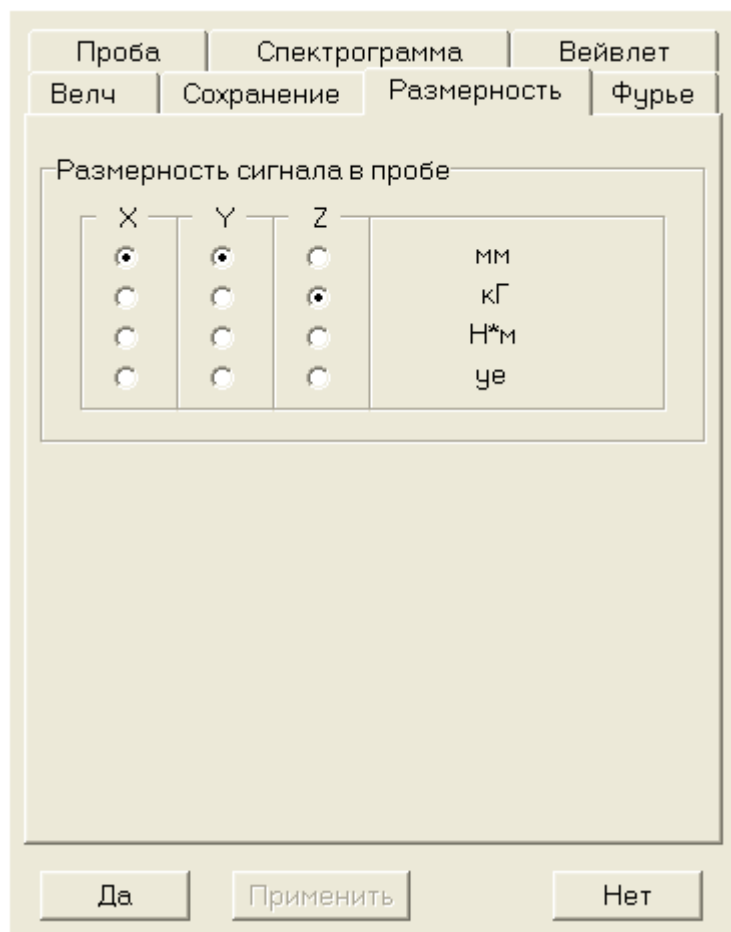 Проба Спектрограмма Вейвлет
Велч Сохранение Размерность Фурье
Размерность сигнала в пробе
X Y Z
мм
кГ
Н*м
уе
Да Применить Нет